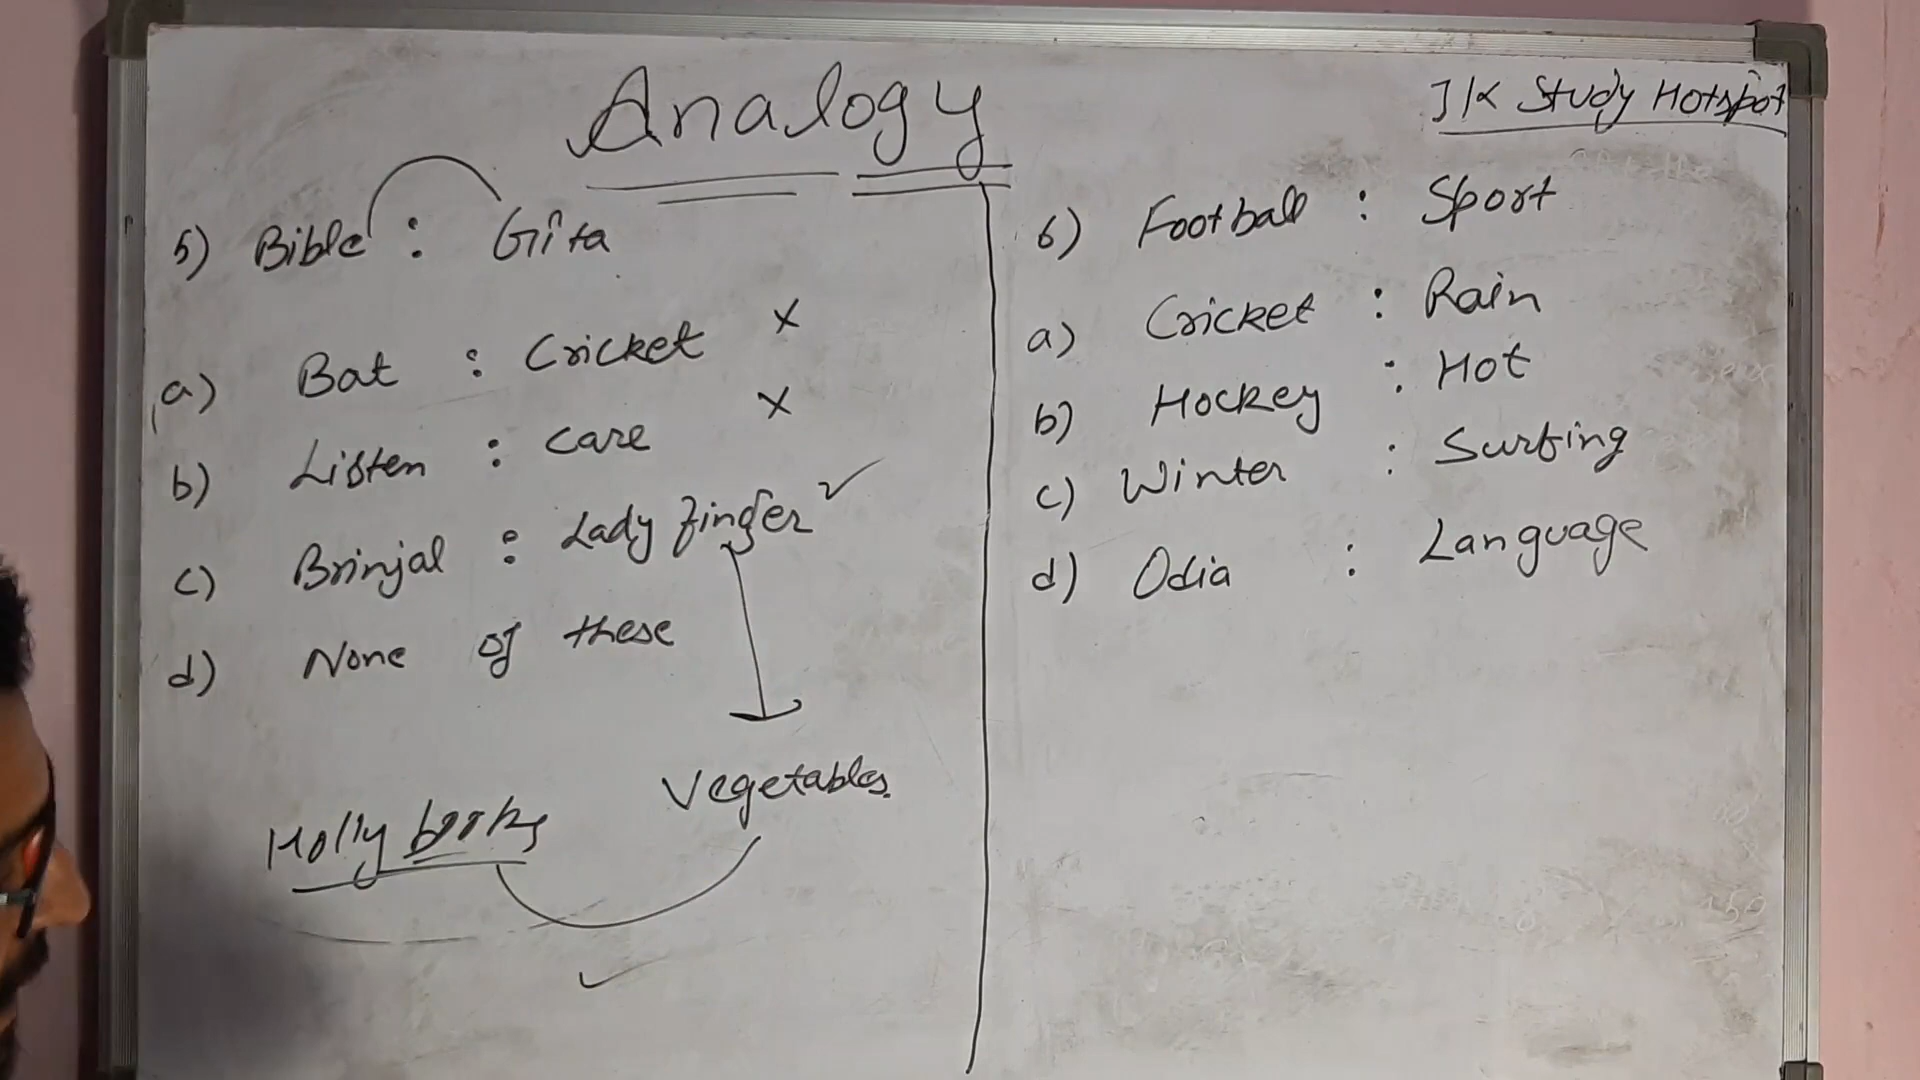 Analogy
J/K Study Hotspot
5) Bible : Gita
a) Bat : Cricket x
b) Listen : Care x
c) Brinjal : Lady finger ✓
d) None of these
Vegetables.
Holly books
✓
6) Football : Sport
a) Cricket : Rain
b) Hockey : Hot
c) Winter : Surfing
d) Odia : Language